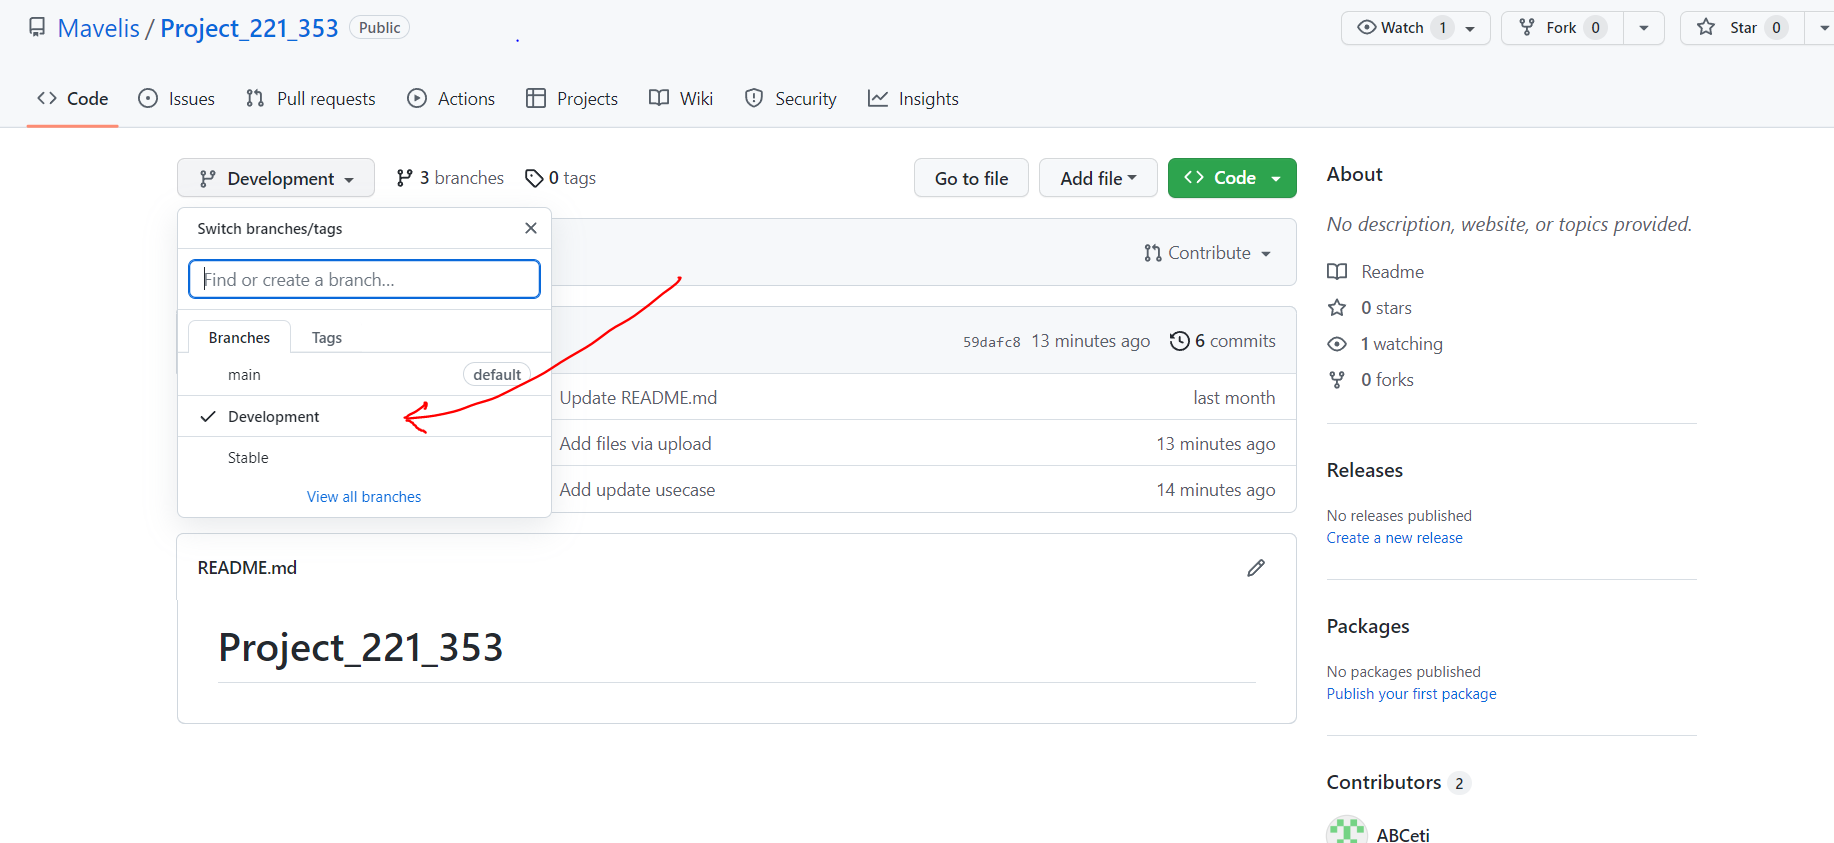 Mavelis / Project_221_353 Public
Watch 1 Fork 0 Star 0
Code Issues Pull requests Actions Projects Wiki Security Insights
Development 3 branches 0 tags Go to file Add file Code
Switch branches/tags
Find or create a branch...
Branches Tags
main default
Development
Stable
View all branches
Contribute
59dafc8 13 minutes ago 6 commits
Update README.md last month
Add files via upload 13 minutes ago
Add update usecase 14 minutes ago
README.md
Project_221_353
About
No description, website, or topics provided.
Readme
0 stars
1 watching
0 forks
Releases
No releases published
Create a new release
Packages
No packages published
Publish your first package
Contributors 2
ABCeti